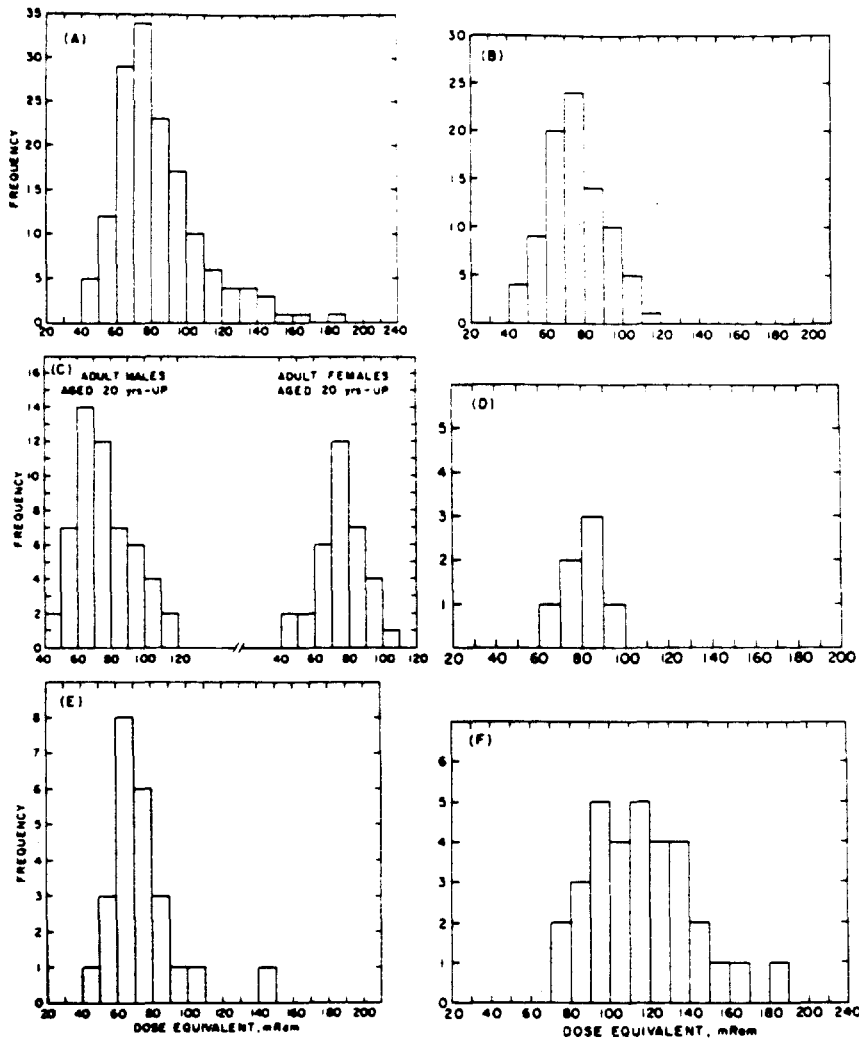 (A)
35
30
25
20
15
10
5
0
FREQUENCY
20 40 60 80 100 120 140 160 180 200 240
(B)
30
25
20
15
10
5
0
20 40 60 80 100 120 140 160 180 200
(C)
ADULT MALES
AGED 20 yrs-UP
ADULT FEMALES
AGED 20 yrs-UP
16
14
12
10
8
6
4
2
0
FREQUENCY
40 60 80 100 120 40 60 80 100 120
(D)
5
4
3
2
1
20 40 60 80 100 120 140 160 180 200
(E)
8
7
6
5
4
3
2
1
0
FREQUENCY
20 40 60 80 100 120 140 160 180 200
DOSE EQUIVALENT, mRem
(F)
6
5
4
3
2
1
0
20 40 60 80 100 120 140 160 180 200 240
DOSE EQUIVALENT, mRem